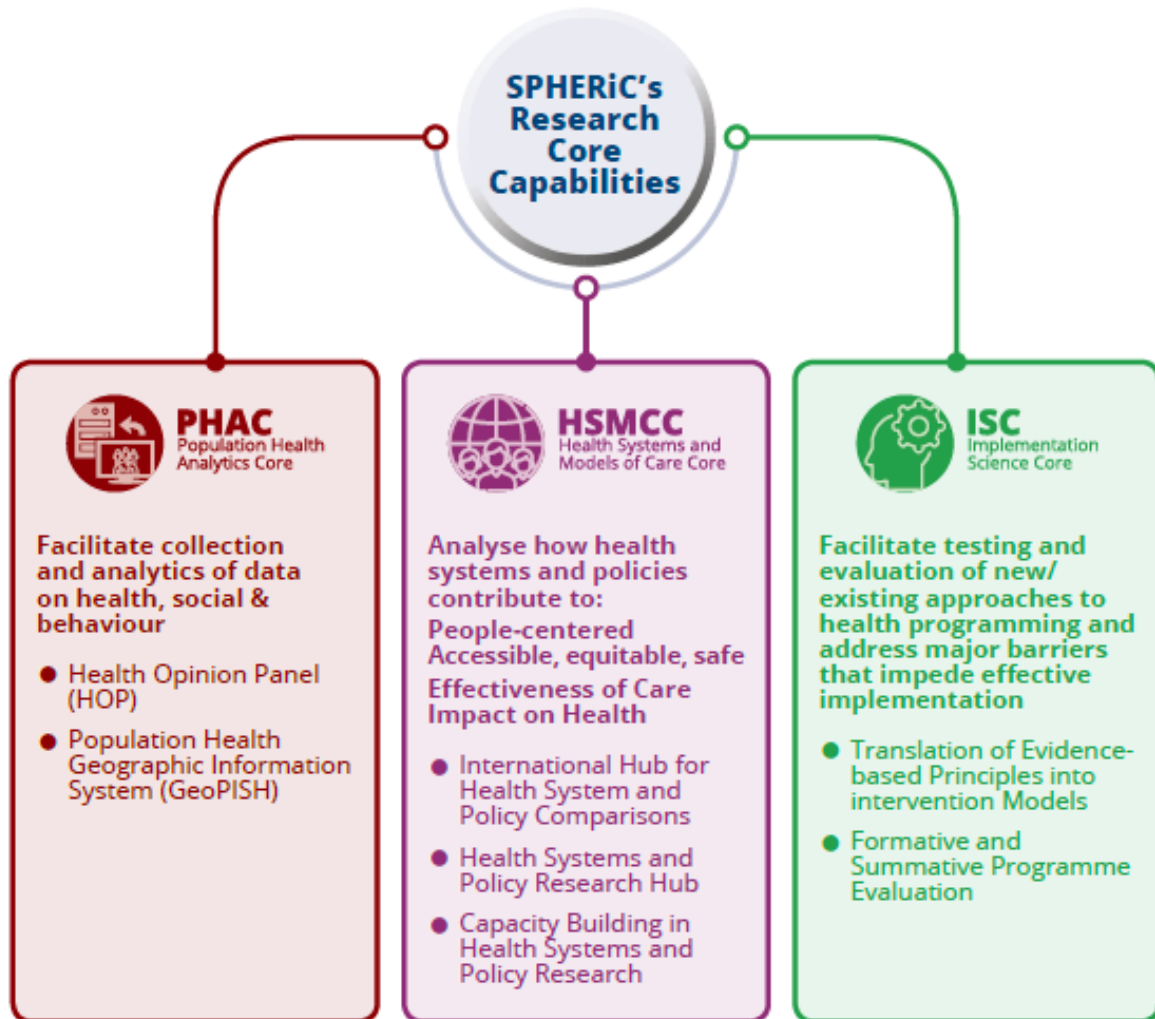 SPHERiC's
Research
Core
Capabilities
PHAC
Population Health
Analytics Core
Facilitate collection
and analytics of data
on health, social &
behaviour
● Health Opinion Panel
(HOP)
● Population Health
Geographic Information
System (GeoPISH)
HSMCC
Health Systems and
Models of Care Core
Analyse how health
systems and policies
contribute to:
People-centered
Accessible, equitable, safe
Effectiveness of Care
Impact on Health
● International Hub for
Health System and
Policy Comparisons
● Health Systems and
Policy Research Hub
● Capacity Building in
Health Systems and
Policy Research
ISC
Implementation
Science Core
Facilitate testing and
evaluation of new/
existing approaches to
health programming and
address major barriers
that impede effective
implementation
● Translation of Evidence-
based Principles into
intervention Models
● Formative and
Summative Programme
Evaluation